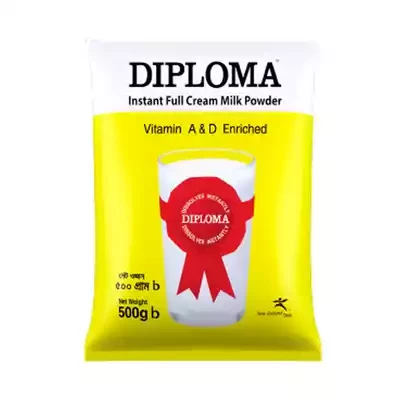 DIPLOMA
Instant Full Cream Milk Powder
Vitamin A & D Enriched
DISSOLVES INSTANTLY
DIPLOMA
DISSOLVES INSTANTLY
নেট ওজন
৫০০ গ্রাম b
Net Weight
500g b